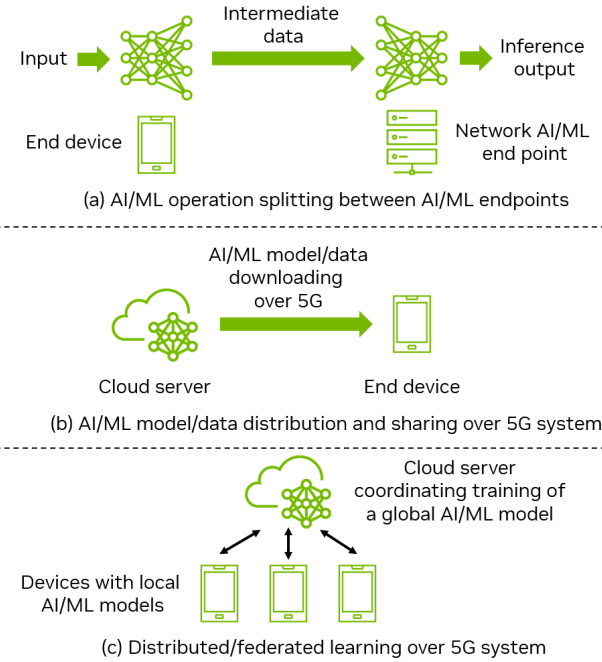 Intermediate
data
Input
Inference
output
End device
Network AI/ML
end point
(a) AI/ML operation splitting between AI/ML endpoints
AI/ML model/data
downloading
over 5G
Cloud server
End device
(b) AI/ML model/data distribution and sharing over 5G system
Cloud server
coordinating training of
a global AI/ML model
Devices with local
AI/ML models
(c) Distributed/federated learning over 5G system